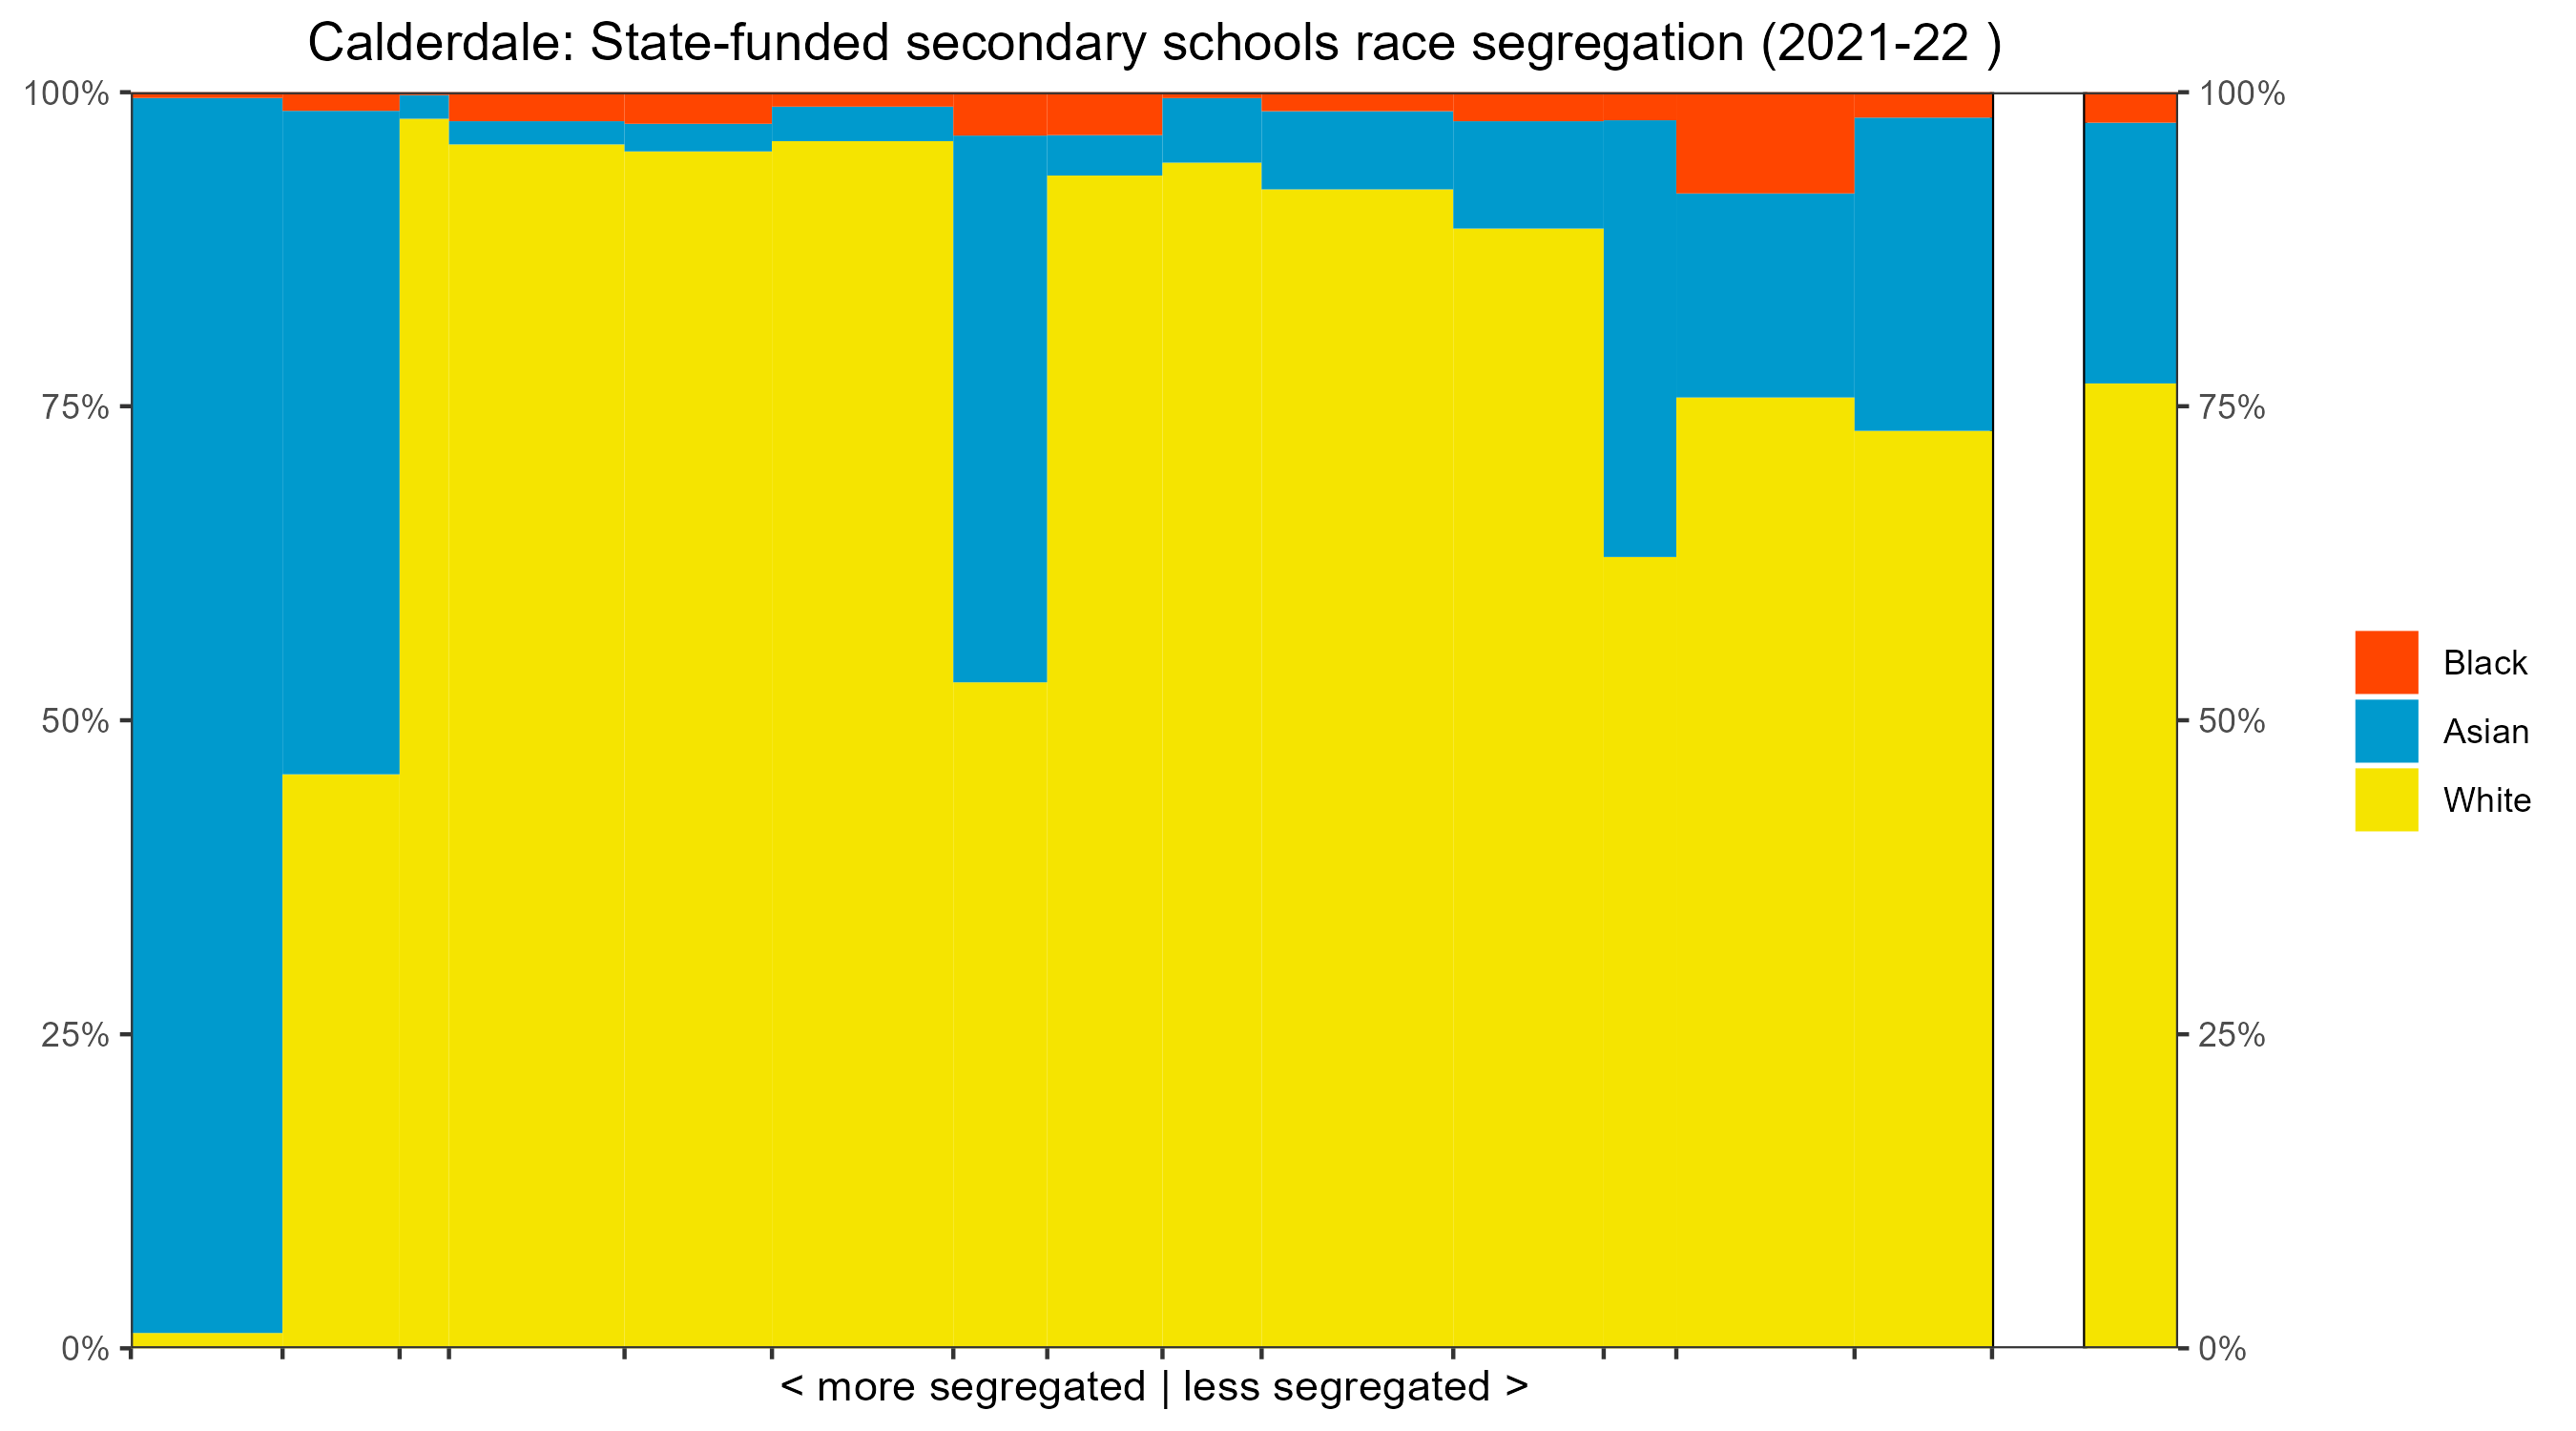 Calderdale: State-funded secondary schools race segregation (2021-22 )
100%
75%
50%
25%
0%
100%
75%
50%
25%
0%
Black
Asian
White
< more segregated | less segregated >